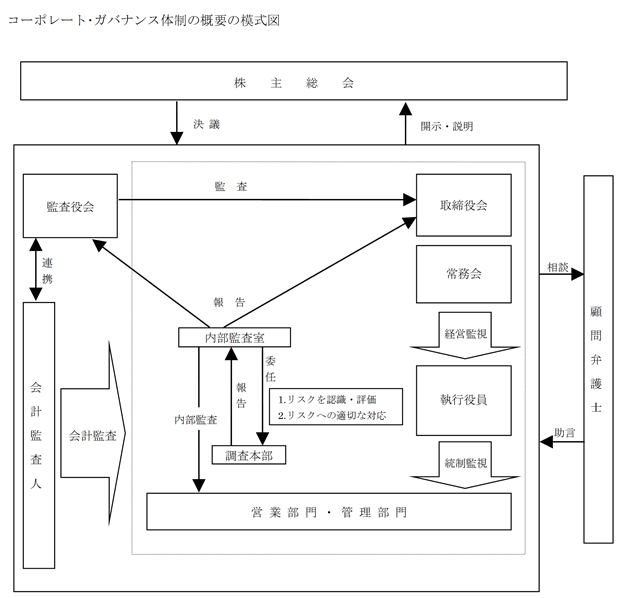 コーポレート・ガバナンス体制の概要の模式図
株主総会
決議
開示・説明
監査役会
監査
取締役会
連携
常務会
相談
報告
内部監査室
経営監視
顧問弁護士
委任
報告
1.リスクを認識・評価
2.リスクへの適切な対応
執行役員
会計監査人
会計監査
内部監査
調査本部
助言
統制監視
営業部門・管理部門